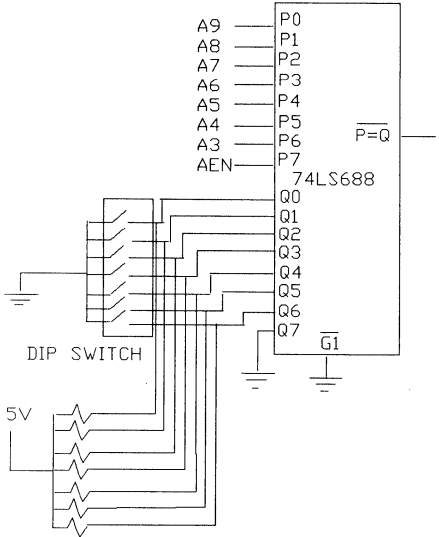 A9 P0
A8 P1
A7 P2
A6 P3
A5 P4
A4 P5
P=Q
A3 P6
AEN P7
74LS688
Q0
Q1
Q2
Q3
Q4
Q5
Q6
Q7
G1
DIP SWITCH
5V